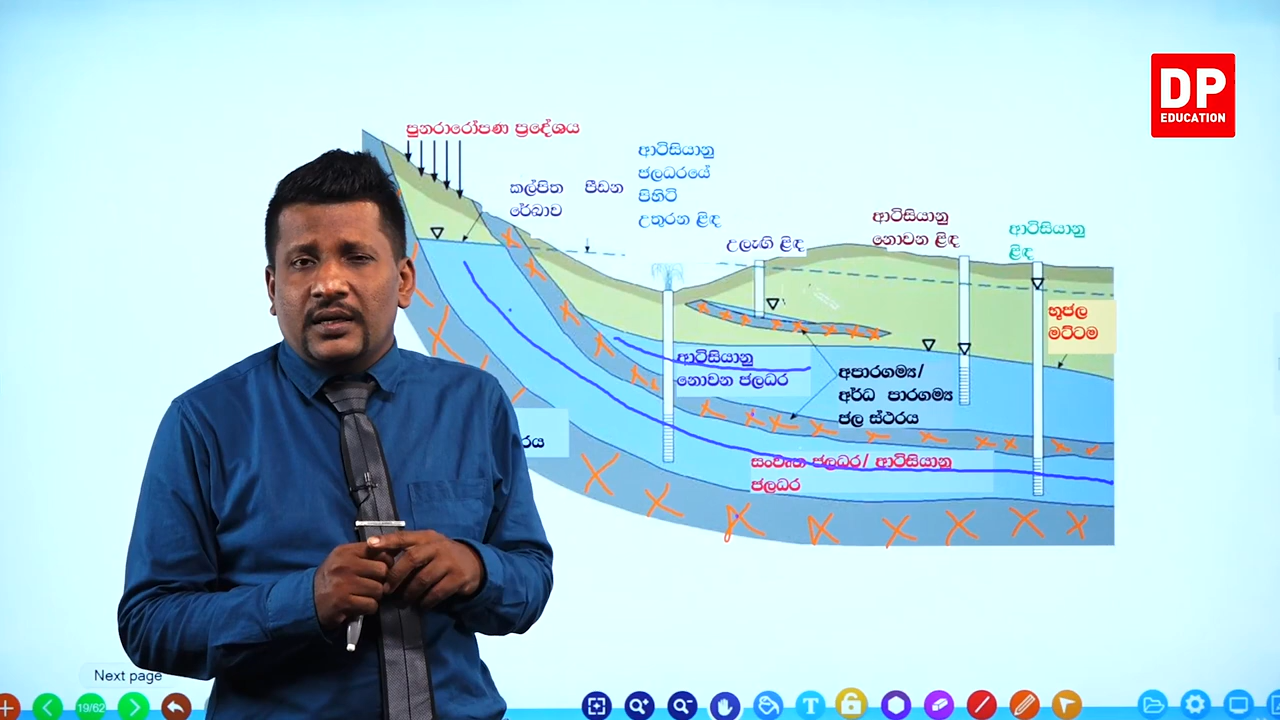 DP
EDUCATION
පුනරාරෝපණ ප්‍රදේශය
කල්පිත පීඩන
රේඛාව
ආටිසියානු
ජලධරයේ
පිහිටි
උතුරන ළිඳ
උලැඟි ළිඳ
ආටිසියානු
නොවන ළිඳ
ආටිසියානු
ළිඳ
භූජල
මට්ටම
ආටිසියානු
නොවන ජලධර
අපාරගම්‍ය/
අර්ධ පාරගම්‍ය
ජල ස්ථරය
රය
සංවෘත ජලධර/ ආටිසියානු
ජලධර
Next page
19/62